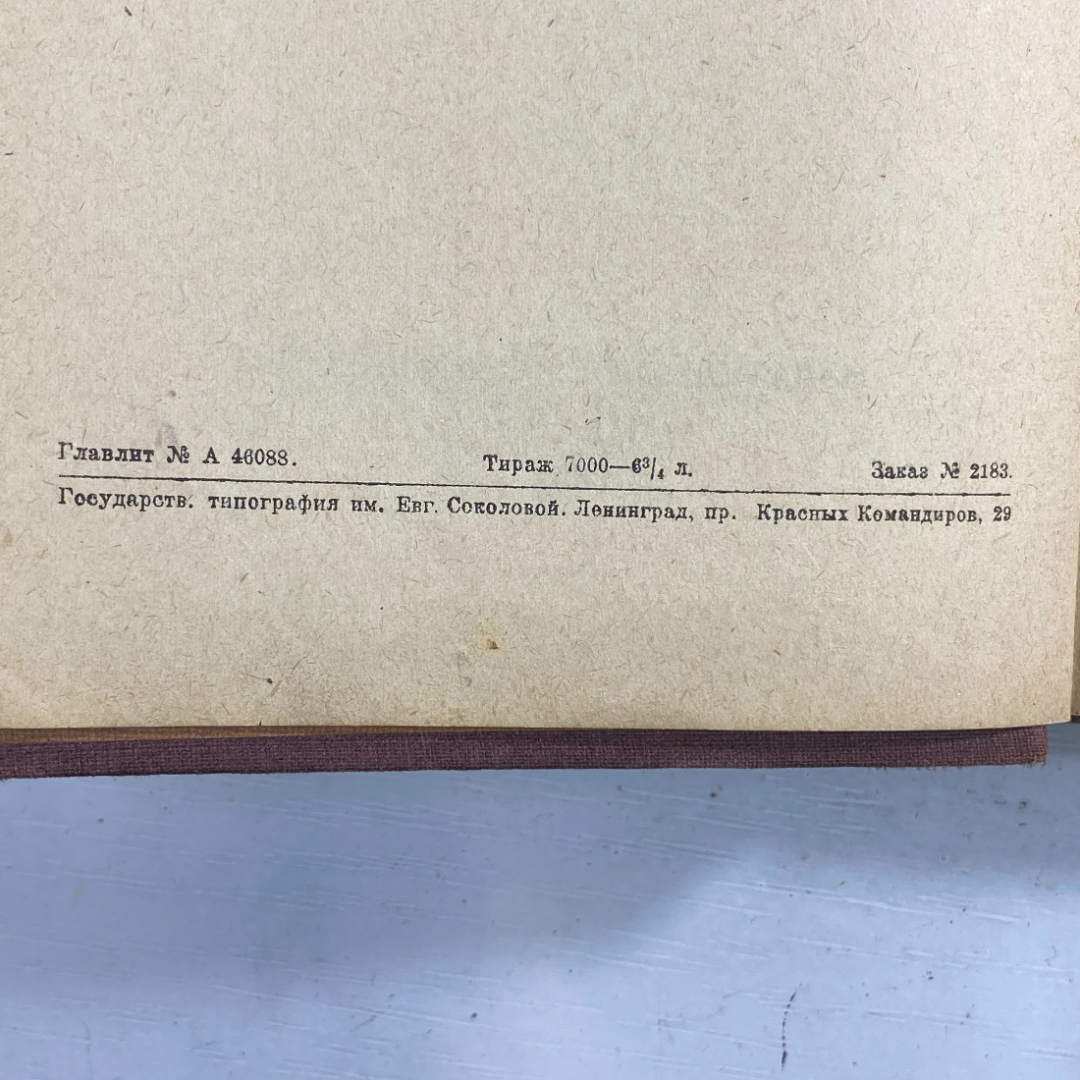 Главлит № А 46088. Тираж 7000—6³/₄ л. Заказ № 2183.
Государств. типография им. Евг. Соколовой. Ленинград, пр. Красных Командиров, 29